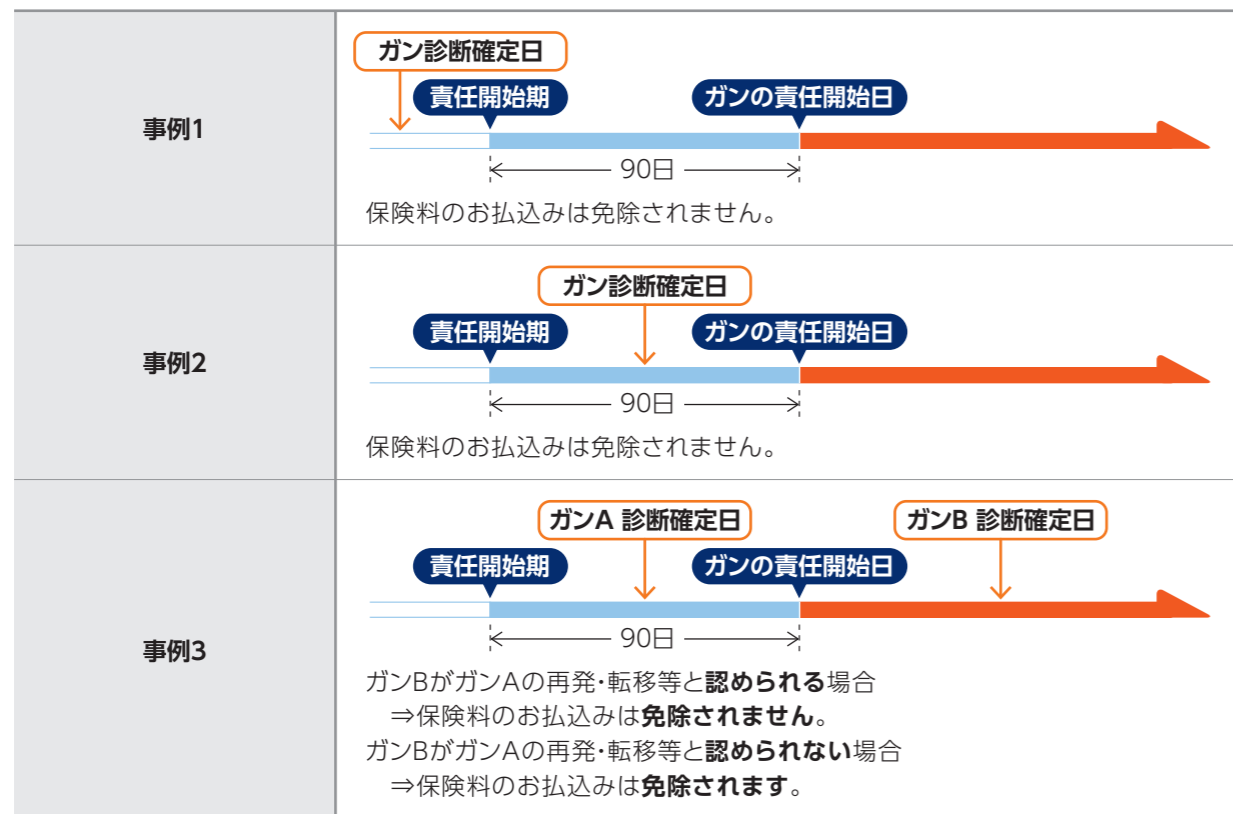 事例1
ガン診断確定日
責任開始期
ガンの責任開始日
90日
保険料のお払込みは免除されません。
事例2
ガン診断確定日
責任開始期
ガンの責任開始日
90日
保険料のお払込みは免除されません。
事例3
ガンA 診断確定日
ガンB 診断確定日
責任開始期
ガンの責任開始日
90日
ガンBがガンAの再発・転移等と認められる場合
⇒保険料のお払込みは免除されません。
ガンBがガンAの再発・転移等と認められない場合
⇒保険料のお払込みは免除されます。